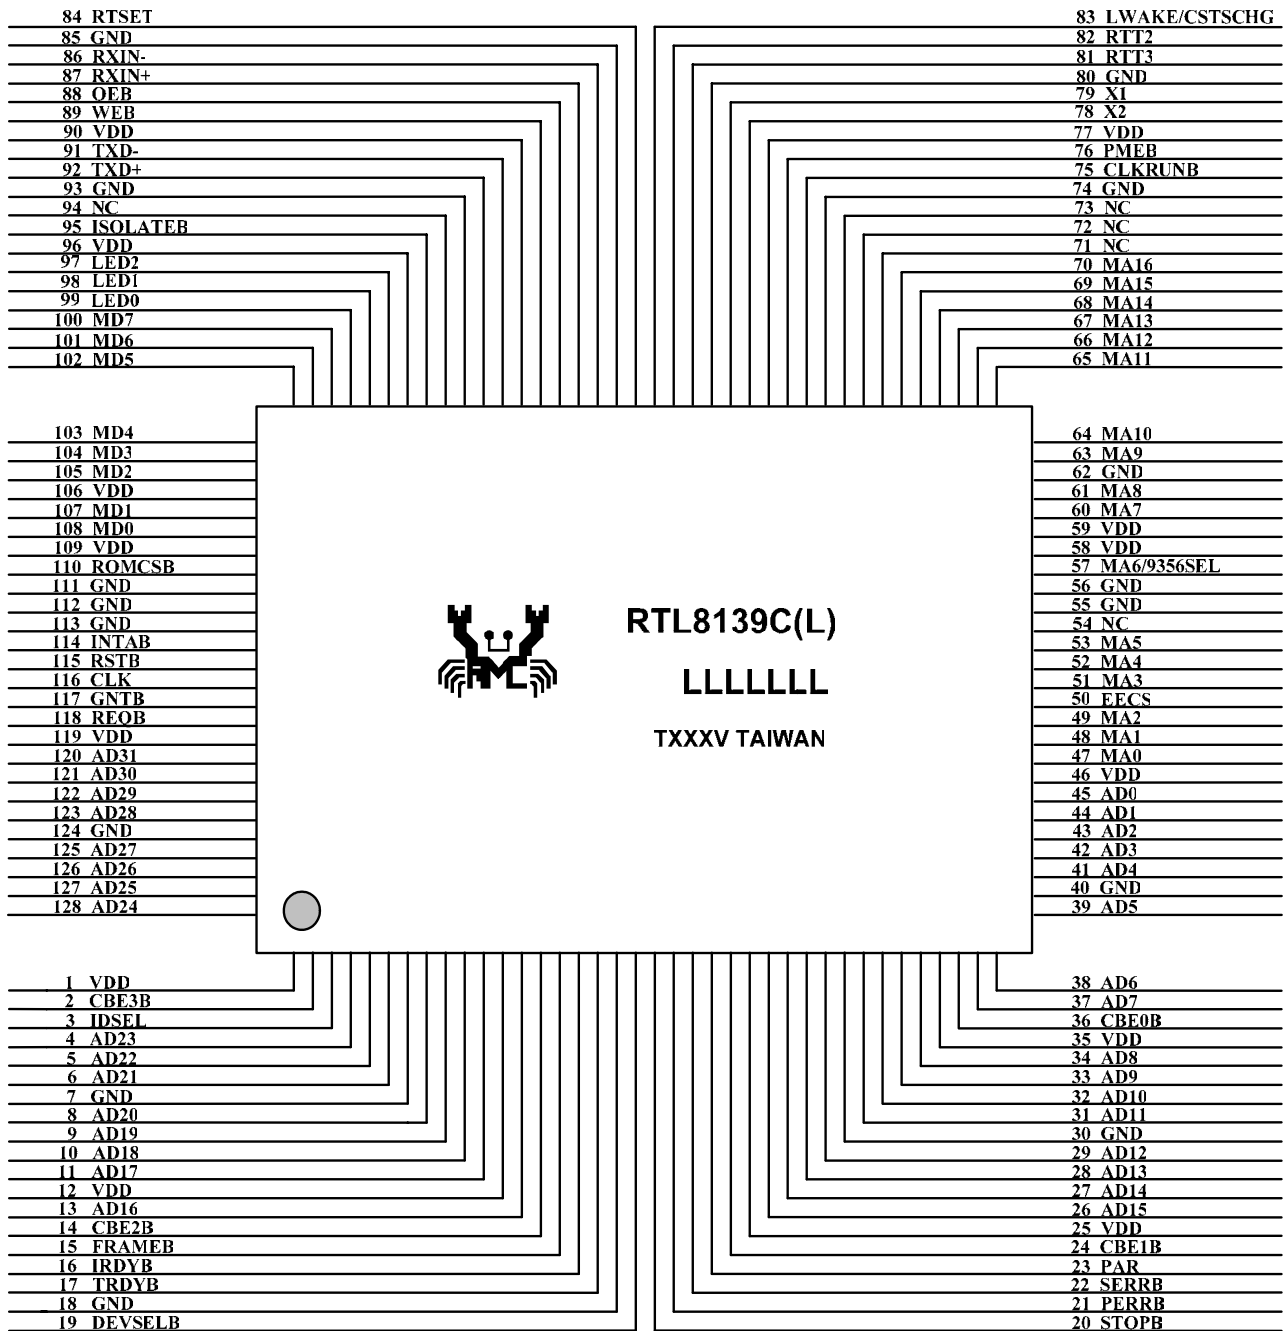 84 RTSET
85 GND
86 RXIN-
87 RXIN+
88 OEB
89 WEB
90 VDD
91 TXD-
92 TXD+
93 GND
94 NC
95 ISOLATEB
96 VDD
97 LED2
98 LED1
99 LED0
100 MD7
101 MD6
102 MD5
83 LWAKE/CSTSCHG
82 RTT2
81 RTT3
80 GND
79 X1
78 X2
77 VDD
76 PMEB
75 CLKRUNB
74 GND
73 NC
72 NC
71 NC
70 MA16
69 MA15
68 MA14
67 MA13
66 MA12
65 MA11
103 MD4
104 MD3
105 MD2
106 VDD
107 MD1
108 MD0
109 VDD
110 ROMCSB
111 GND
112 GND
113 GND
114 INTAB
115 RSTB
116 CLK
117 GNTB
118 REQB
119 VDD
120 AD31
121 AD30
122 AD29
123 AD28
124 GND
125 AD27
126 AD26
127 AD25
128 AD24
RTL8139C(L)
LLLLLLL
TXXXV TAIWAN
64 MA10
63 MA9
62 GND
61 MA8
60 MA7
59 VDD
58 VDD
57 MA6/9356SEL
56 GND
55 GND
54 NC
53 MA5
52 MA4
51 MA3
50 EECS
49 MA2
48 MA1
47 MA0
46 VDD
45 AD0
44 AD1
43 AD2
42 AD3
41 AD4
40 GND
39 AD5
1 VDD
2 CBE3B
3 IDSEL
4 AD23
5 AD22
6 AD21
7 GND
8 AD20
9 AD19
10 AD18
11 AD17
12 VDD
13 AD16
14 CBE2B
15 FRAMEB
16 IRDYB
17 TRDYB
18 GND
19 DEVSELB
38 AD6
37 AD7
36 CBE0B
35 VDD
34 AD8
33 AD9
32 AD10
31 AD11
30 GND
29 AD12
28 AD13
27 AD14
26 AD15
25 VDD
24 CBE1B
23 PAR
22 SERRB
21 PERRB
20 STOPB